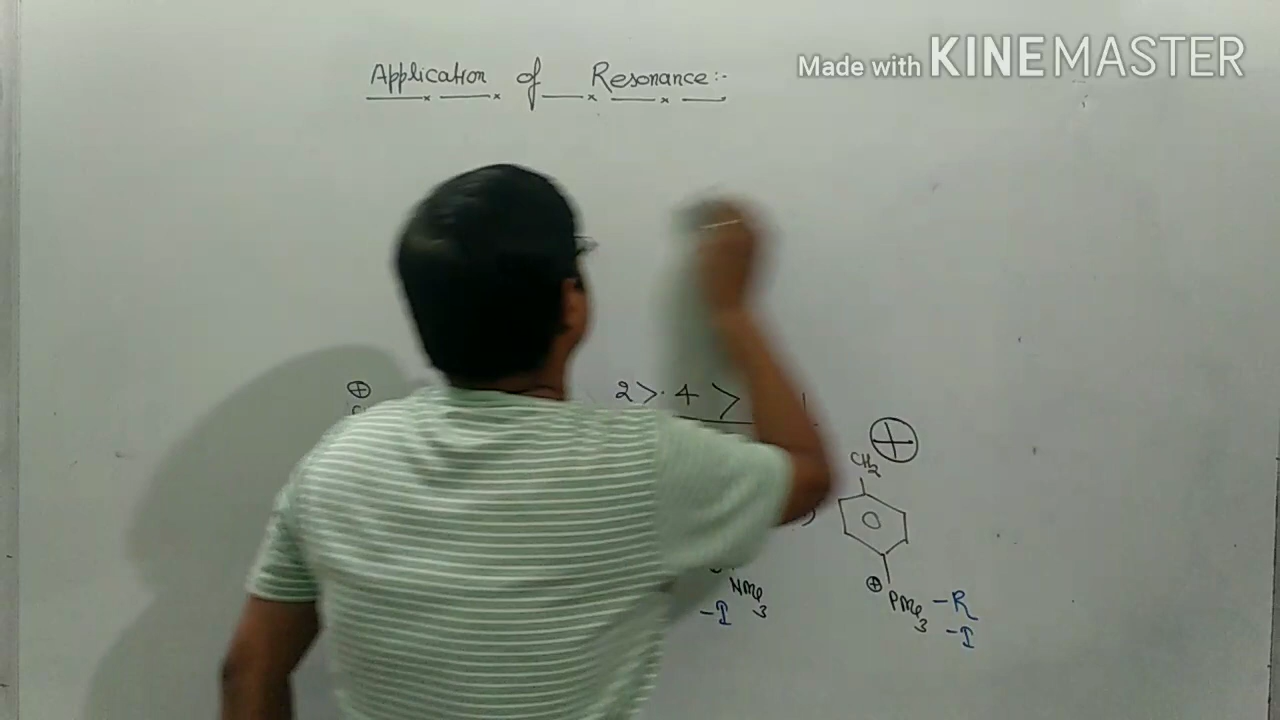 Made with KINEMASTER
Application of Resonance:-
⊕
2 > 4 >
⊕
CH2
)
⊕
NMe3
PMe3 -R
-I
-I